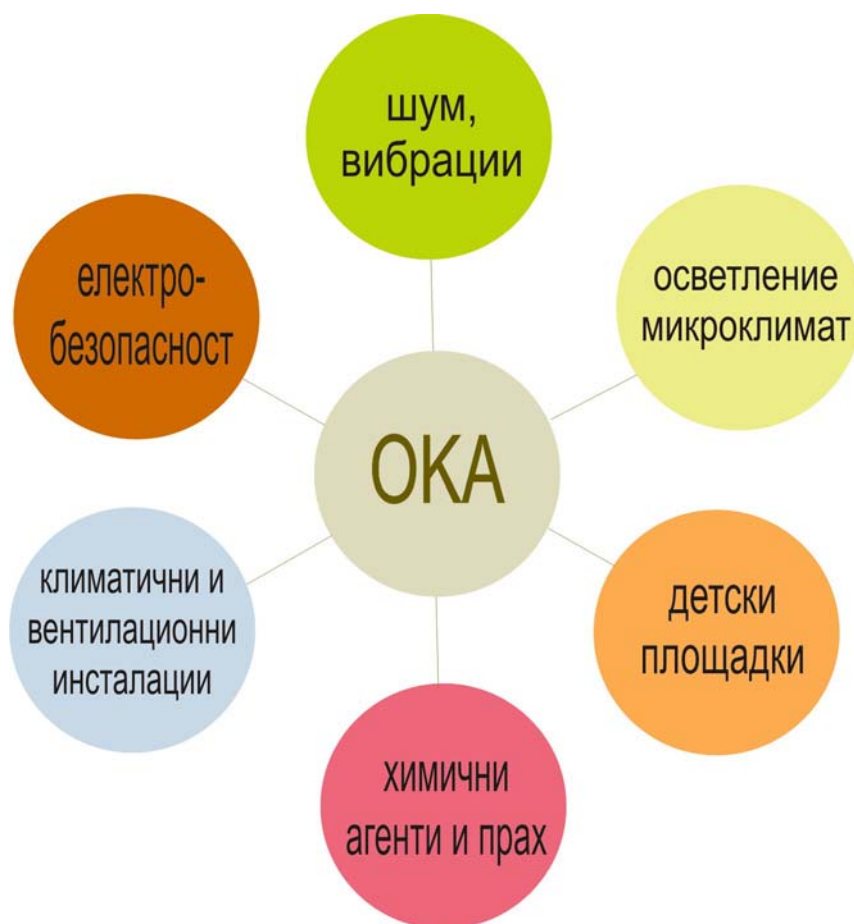 шум,
вибрации
електро-
безопасност
осветление
микроклимат
ОКА
климатични и
вентилационни
инсталации
детски
площадки
химични
агенти и прах